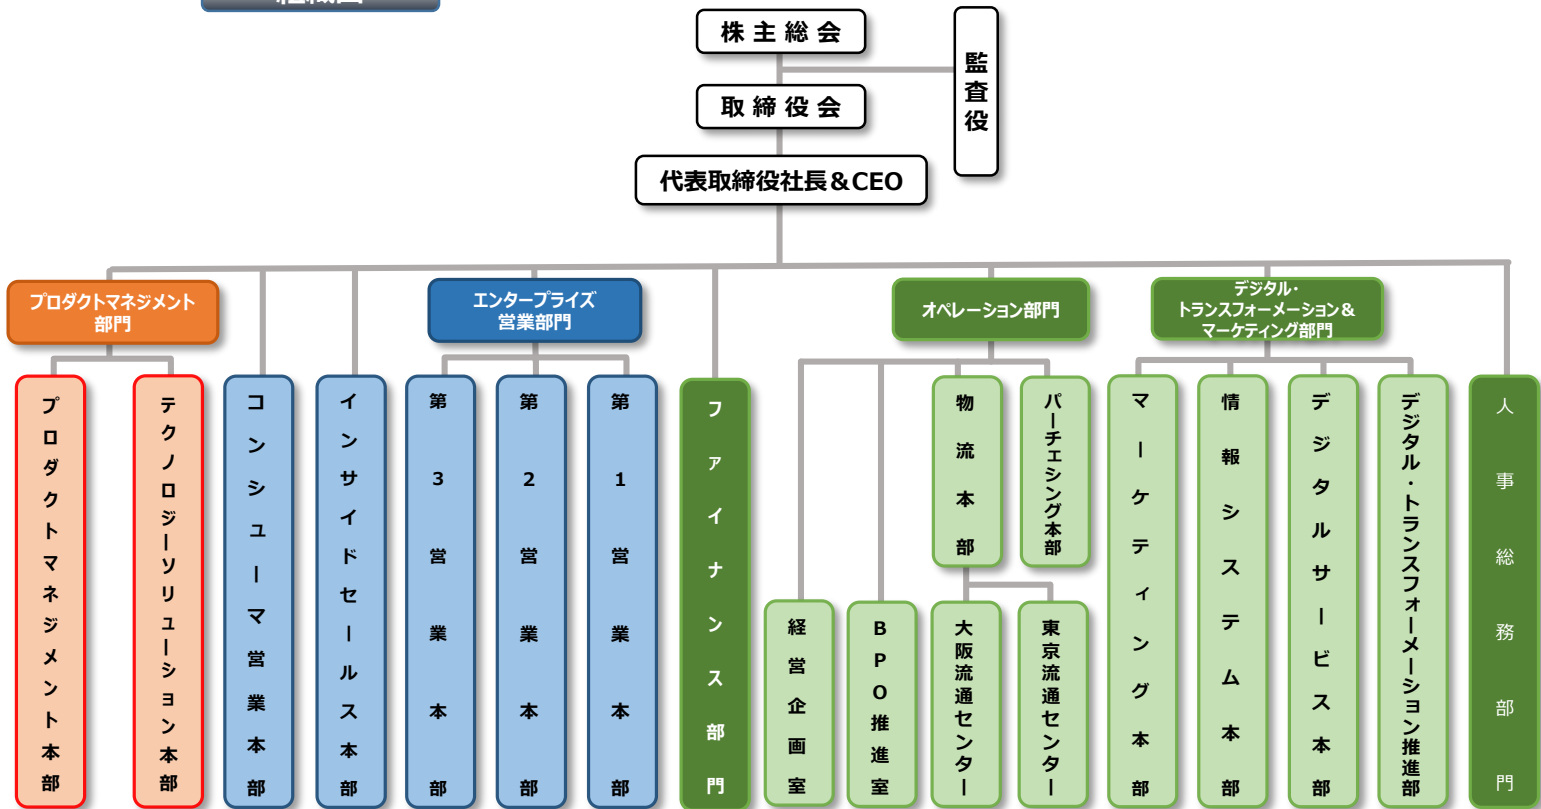 組織図
株主総会
監査役
取締役会
代表取締役社長&CEO
プロダクトマネジメント
部門
エンタープライズ
営業部門
オペレーション部門
デジタル・
トランスフォーメーション&
マーケティング部門
プロダクトマネジメント本部
テクノロジーソリューション本部
コンシューマ営業本部
インサイドセールス本部
第3営業本部
第2営業本部
第1営業本部
ファイナンス部門
物流本部
パーチェシング本部
マーケティング本部
情報システム本部
デジタルサービス本部
デジタル・トランスフォーメーション推進部
人事総務部門
経営企画室
BPO推進室
大阪流通センター
東京流通センター